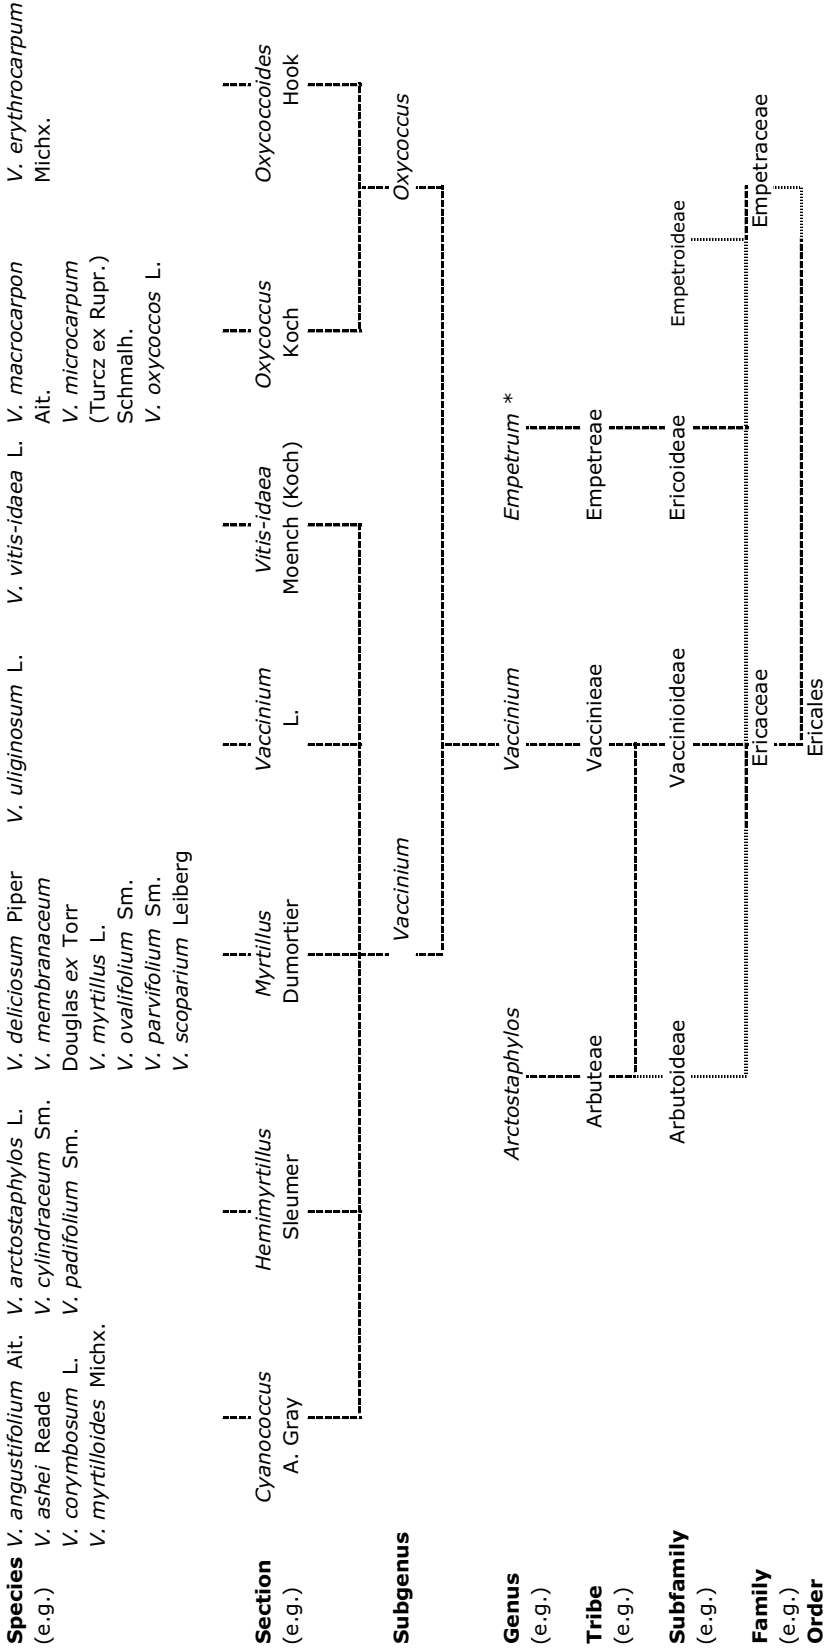 Species
(e.g.)
V. angustifolium Ait.
V. ashei Reade
V. corymbosum L.
V. myrtilloides Michx.
V. arctostaphylos L.
V. cylindraceum Sm.
V. padifolium Sm.
V. deliciosum Piper
V. membranaceum
Douglas ex Torr
V. myrtillus L.
V. ovalifolium Sm.
V. parvifolium Sm.
V. scoparium Leiberg
V. uliginosum L.
V. vitis-idaea L.
V. macrocarpon
Ait.
V. microcarpum
(Turcz ex Rupr.)
Schmalh.
V. oxycoccos L.
V. erythrocarpum
Michx.
Section
(e.g.)
Cyanococcus
A. Gray
Hemimyrtillus
Sleumer
Myrtillus
Dumortier
Vaccinium
L.
Vitis-idaea
Moench (Koch)
Oxycoccus
Koch
Oxycoccoides
Hook
Subgenus
Vaccinium
Oxycoccus
Genus
(e.g.)
Arctostaphylos
Vaccinium
Empetrum *
Tribe
(e.g.)
Arbuteae
Vaccinieae
Empetreae
Subfamily
(e.g.)
Arbutoideae
Vaccinioideae
Ericoideae
Empetroideae
Family
(e.g.)
Ericaceae
Empetraceae
Order
Ericales